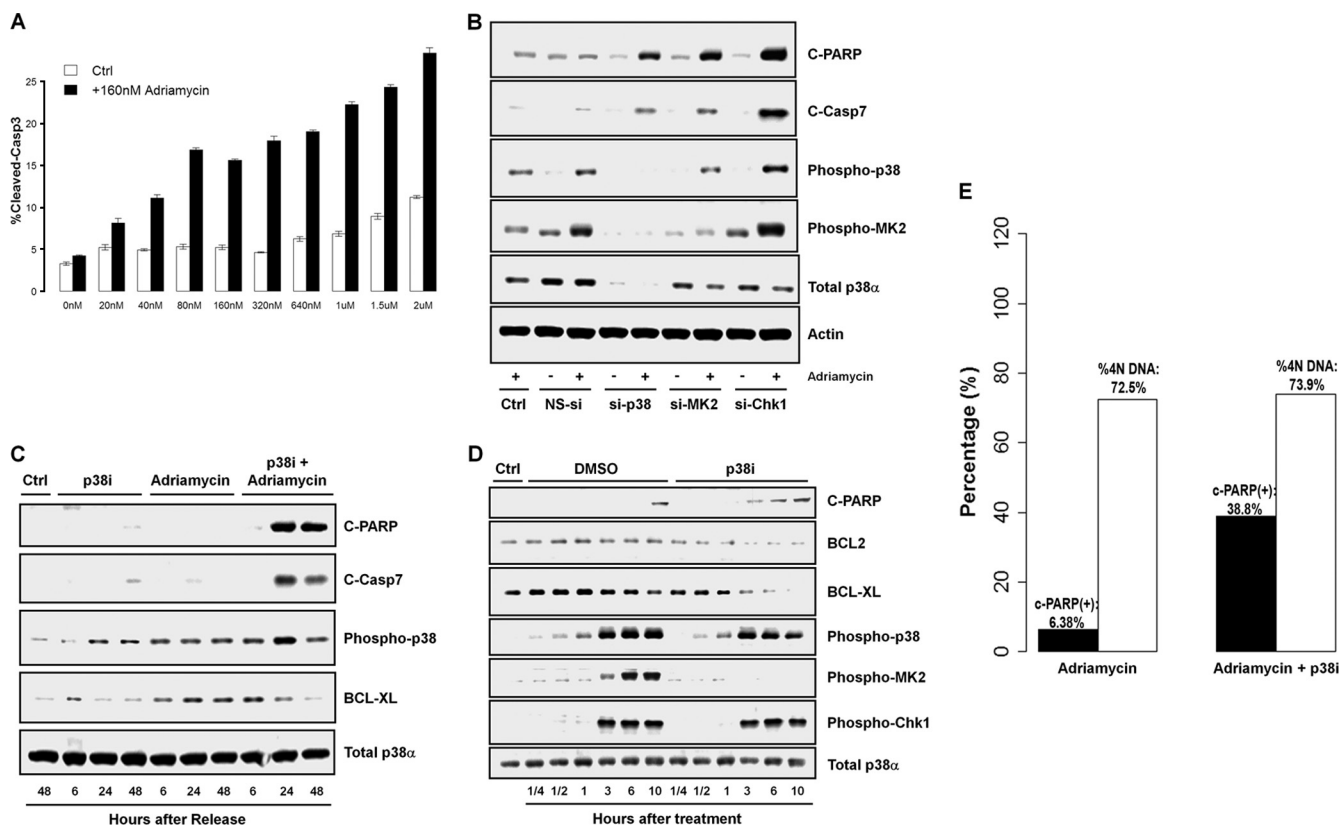 A
Ctrl
+160nM Adriamycin
%Cleaved-Casp3
25
20
15
10
5
0
0nM 20nM 40nM 80nM 160nM 320nM 640nM 1uM 1.5uM 2uM
B
C-PARP
C-Casp7
Phospho-p38
Phospho-MK2
Total p38α
Actin
+ - + - + - + - + Adriamycin
Ctrl NS-si si-p38 si-MK2 si-Chk1
C
p38i +
Ctrl p38i Adriamycin Adriamycin
C-PARP
C-Casp7
Phospho-p38
BCL-XL
Total p38α
48 6 24 48 6 24 48 6 24 48
Hours after Release
D
Ctrl DMSO p38i
C-PARP
BCL2
BCL-XL
Phospho-p38
Phospho-MK2
Phospho-Chk1
Total p38α
1/4 1/2 1 3 6 10 1/4 1/2 1 3 6 10
Hours after treatment
E
Percentage (%)
120
100
80
60
40
20
0
%4N DNA:
72.5%
%4N DNA:
73.9%
c-PARP(+):
38.8%
c-PARP(+):
6.38%
Adriamycin Adriamycin + p38i